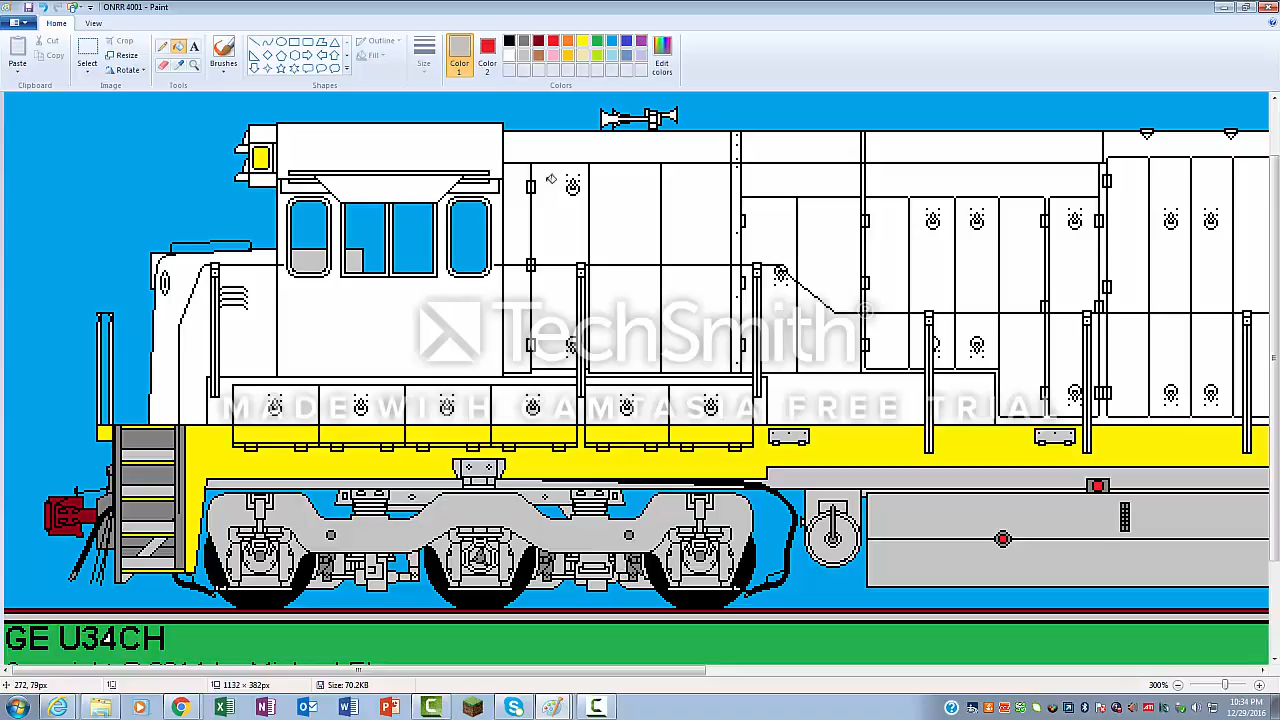 ONRR 4001 - Paint
Home
View
Cut
Copy
Paste
Clipboard
Crop
Resize
Rotate
Select
Image
A
Tools
Brushes
Outline
Fill
Shapes
Size
Color
1
Color
2
Edit
colors
Colors
TechSmith®
MADE WITH CAMTASIA FREE TRIAL
GE U34CH
272, 79px
1132 × 382px
Size: 70.2KB
300%
10:34 PM
12/29/2016